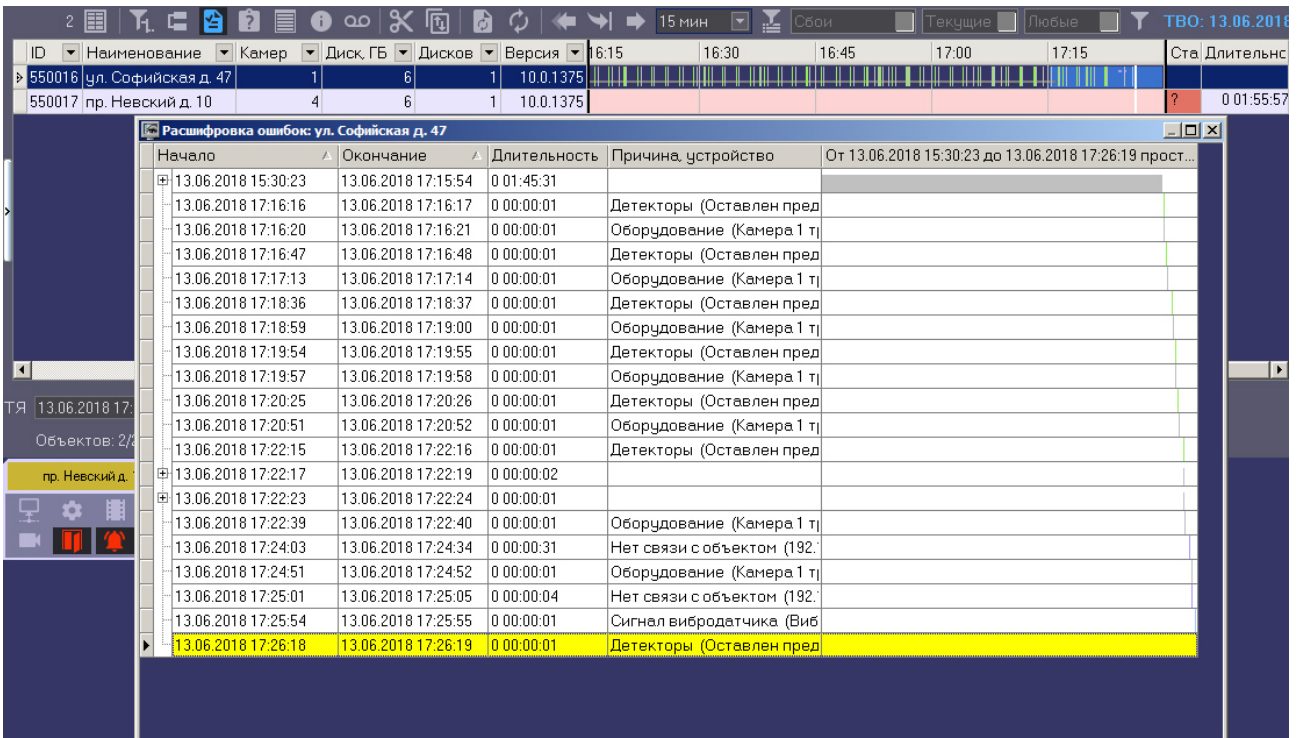 2 15 мин Сбои Текущие Любые ТВО: 13.06.2018
ID Наименование Камер Диск, ГБ Дисков Версия 16:15 16:30 16:45 17:00 17:15 Ста Длительнс
550016 ул. Софийская д. 47 1 6 1 10.0.1375
550017 пр. Невский д. 10 4 6 1 10.0.1375 ? 0 01:55:57
Расшифровка ошибок: ул. Софийская д. 47
Начало Окончание Длительность Причина, устройство От 13.06.2018 15:30:23 до 13.06.2018 17:26:19 прост...
13.06.2018 15:30:23 13.06.2018 17:15:54 0 01:45:31
13.06.2018 17:16:16 13.06.2018 17:16:17 0 00:00:01 Детекторы (Оставлен пред
13.06.2018 17:16:20 13.06.2018 17:16:21 0 00:00:01 Оборудование (Камера 1 т
13.06.2018 17:16:47 13.06.2018 17:16:48 0 00:00:01 Детекторы (Оставлен пред
13.06.2018 17:17:13 13.06.2018 17:17:14 0 00:00:01 Оборудование (Камера 1 т
13.06.2018 17:18:36 13.06.2018 17:18:37 0 00:00:01 Детекторы (Оставлен пред
13.06.2018 17:18:59 13.06.2018 17:19:00 0 00:00:01 Оборудование (Камера 1 т
13.06.2018 17:19:54 13.06.2018 17:19:55 0 00:00:01 Детекторы (Оставлен пред
13.06.2018 17:19:57 13.06.2018 17:19:58 0 00:00:01 Оборудование (Камера 1 т
13.06.2018 17:20:25 13.06.2018 17:20:26 0 00:00:01 Детекторы (Оставлен пред
13.06.2018 17:20:51 13.06.2018 17:20:52 0 00:00:01 Оборудование (Камера 1 т
13.06.2018 17:22:15 13.06.2018 17:22:16 0 00:00:01 Детекторы (Оставлен пред
13.06.2018 17:22:17 13.06.2018 17:22:19 0 00:00:02
13.06.2018 17:22:23 13.06.2018 17:22:24 0 00:00:01
13.06.2018 17:22:39 13.06.2018 17:22:40 0 00:00:01 Оборудование (Камера 1 т
13.06.2018 17:24:03 13.06.2018 17:24:34 0 00:00:31 Нет связи с объектом (192.
13.06.2018 17:24:51 13.06.2018 17:24:52 0 00:00:01 Оборудование (Камера 1 т
13.06.2018 17:25:01 13.06.2018 17:25:05 0 00:00:04 Нет связи с объектом (192.
13.06.2018 17:25:54 13.06.2018 17:25:55 0 00:00:01 Сигнал вибродатчика (Виб
13.06.2018 17:26:18 13.06.2018 17:26:19 0 00:00:01 Детекторы (Оставлен пред
ТЯ 13.06.2018 17:
Объектов: 2/2
пр. Невский д.